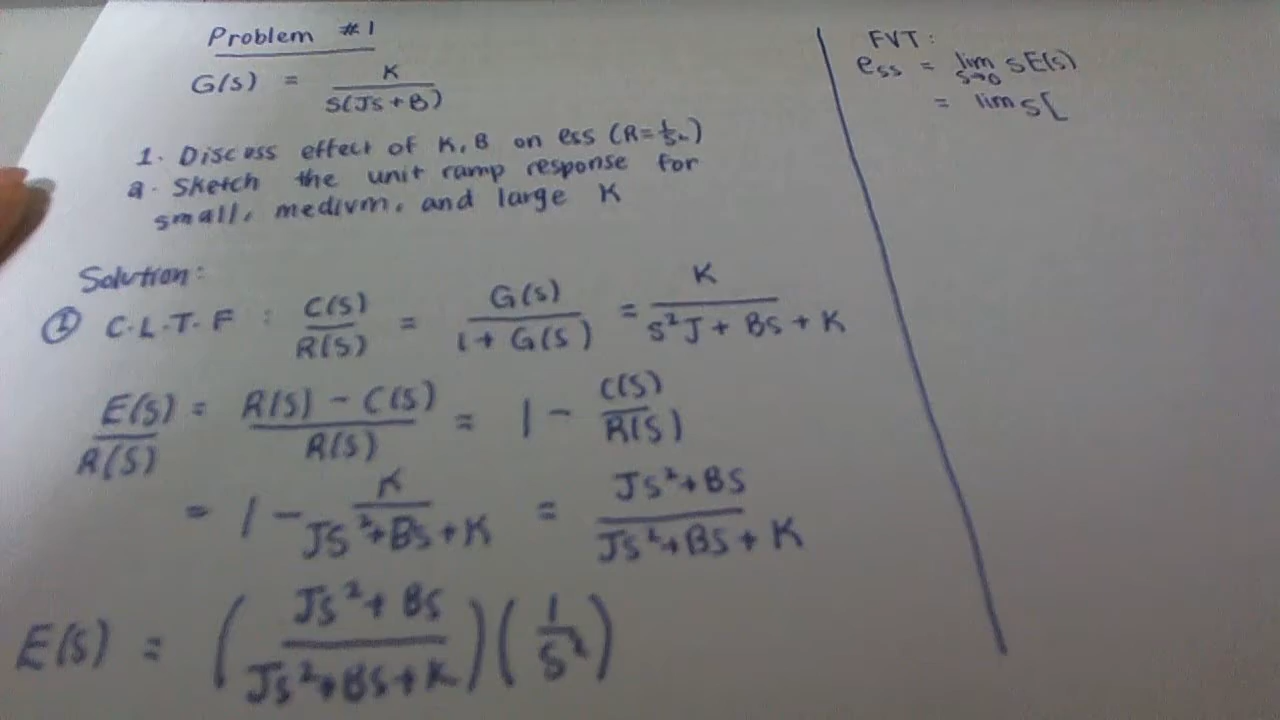 Problem #1
G(s) = K / S(Js + B)
1. Discuss effect of K, B on ess (R = 1/s²)
a. Sketch the unit ramp response for
small, medium, and large K
Solution:
① C.L.T.F : C(s)/R(s) = G(s) / 1 + G(s) = K / S²J + BS + K
E(s)/R(s) = R(s) - C(s) / R(s) = 1 - C(s)/R(s)
= 1 - K / JS² + BS + K = JS² + BS / JS² + BS + K
E(s) = (JS² + BS / JS² + BS + K) (1/S²)
FVT:
ess = lim s→0 SE(s)
= lim S[